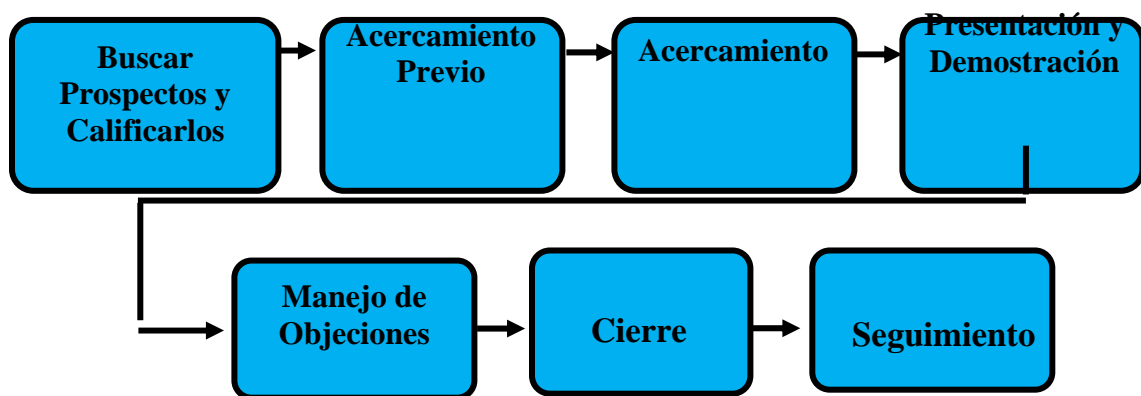 Buscar
Prospectos y
Calificarlos
Acercamiento
Previo
Acercamiento
Presentación y
Demostración
Manejo de
Objeciones
Cierre
Seguimiento